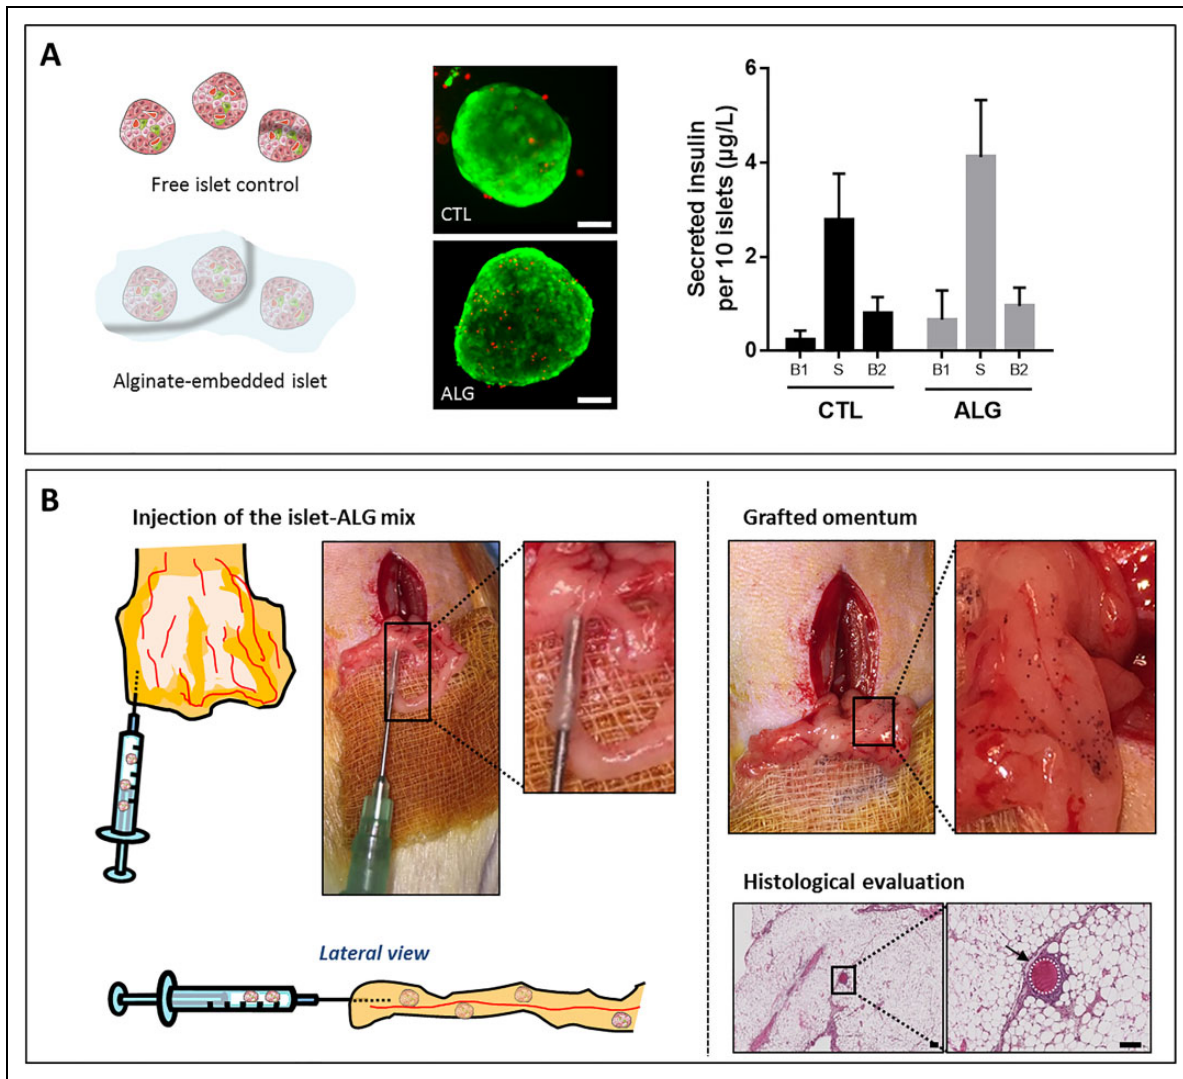 A
Free islet control
Alginate-embedded islet
CTL
ALG
Secreted insulin
per 10 islets (µg/L)
6
4
2
0
B1 S B2 B1 S B2
CTL ALG
B
Injection of the islet-ALG mix
Grafted omentum
Lateral view
Histological evaluation